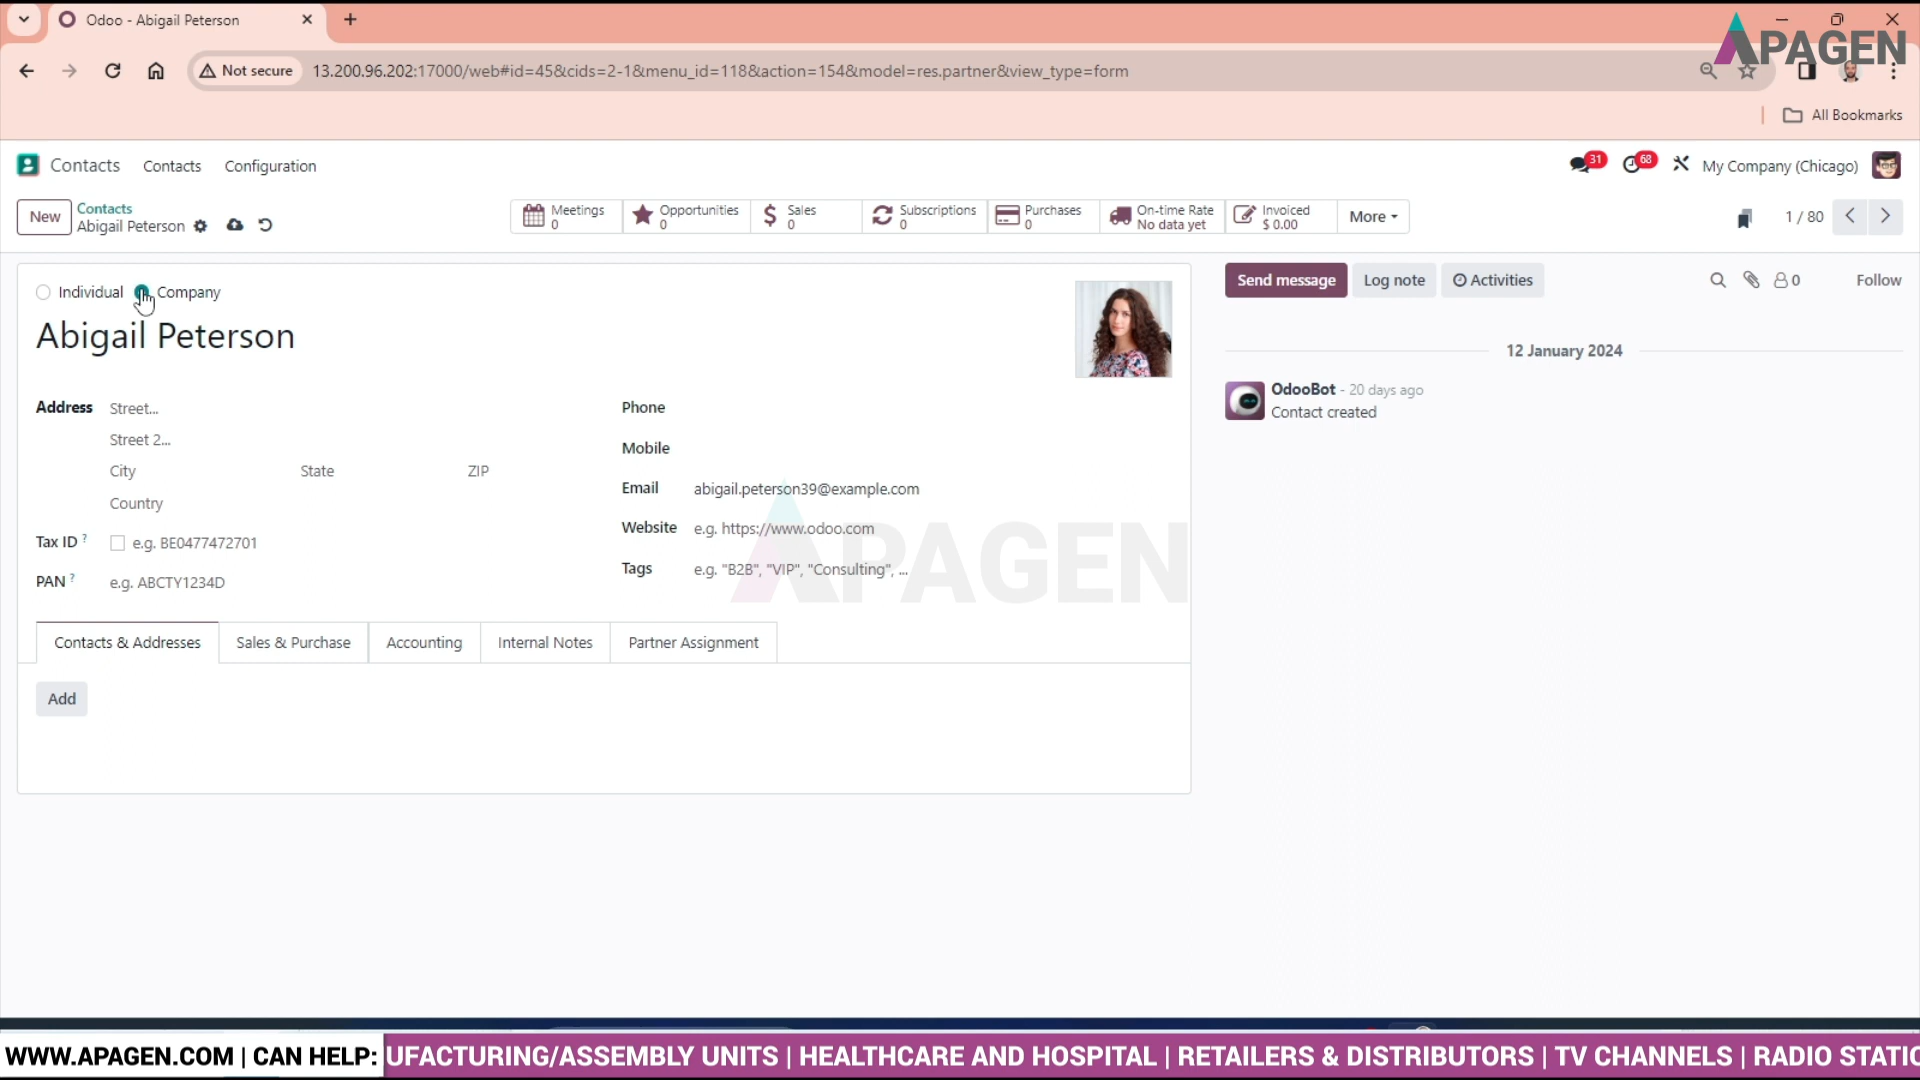 Odoo - Abigail Peterson
APAGEN
Not secure
13.200.96.202:17000/web#id=45&cids=2-1&menu_id=118&action=154&model=res.partner&view_type=form
All Bookmarks
Contacts
Contacts
Configuration
31
68
My Company (Chicago)
New
Contacts
Abigail Peterson
Meetings
0
Opportunities
0
Sales
0
Subscriptions
0
Purchases
0
On-time Rate
No data yet
Invoiced
$ 0.00
More
1 / 80
Individual
Company
Abigail Peterson
Address
Street...
Street 2...
City
State
ZIP
Country
Tax ID ?
e.g. BE0477472701
PAN ?
e.g. ABCTY1234D
Phone
Mobile
Email
abigail.peterson39@example.com
Website
e.g. https://www.odoo.com
Tags
e.g. "B2B", "VIP", "Consulting", ...
APAGEN
Contacts & Addresses
Sales & Purchase
Accounting
Internal Notes
Partner Assignment
Add
Send message
Log note
Activities
0
Follow
12 January 2024
OdooBot - 20 days ago
Contact created
WWW.APAGEN.COM | CAN HELP: UFACTURING/ASSEMBLY UNITS | HEALTHCARE AND HOSPITAL | RETAILERS & DISTRIBUTORS | TV CHANNELS | RADIO STATIO